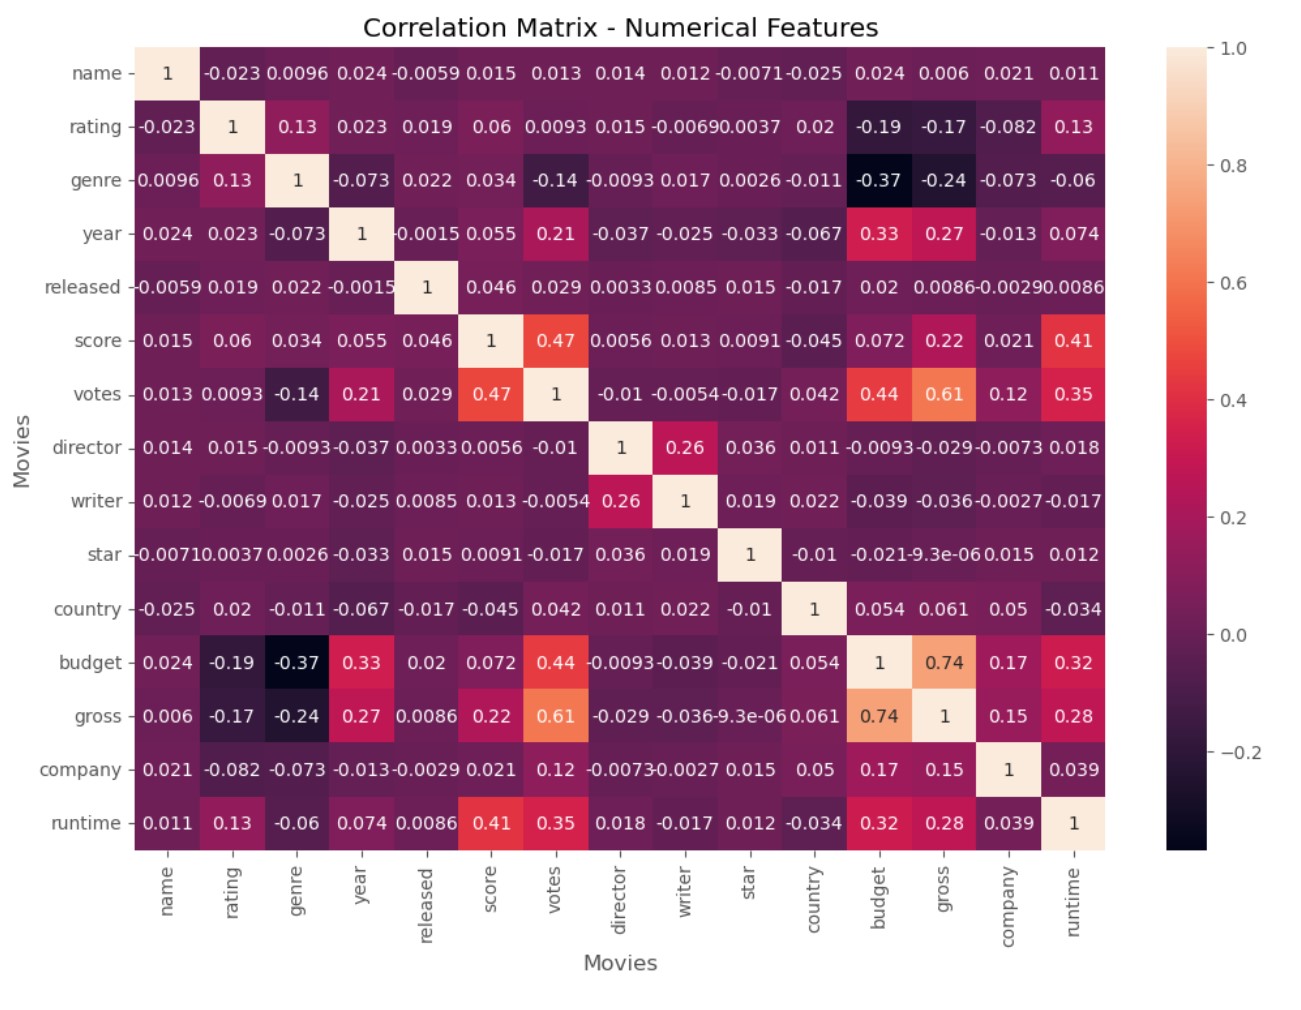 Correlation Matrix - Numerical Features
name 1 -0.023 0.0096 0.024 -0.0059 0.015 0.013 0.014 0.012 -0.0071 -0.025 0.024 0.006 0.021 0.011
rating -0.023 1 0.13 0.023 0.019 0.06 0.0093 0.015 -0.0069 0.0037 0.02 -0.19 -0.17 -0.082 0.13
genre 0.0096 0.13 1 -0.073 0.022 0.034 -0.14 -0.0093 0.017 0.0026 -0.011 -0.37 -0.24 -0.073 -0.06
year 0.024 0.023 -0.073 1 -0.0015 0.055 0.21 -0.037 -0.025 -0.033 -0.067 0.33 0.27 -0.013 0.074
released -0.0059 0.019 0.022 -0.0015 1 0.046 0.029 0.0033 0.0085 0.015 -0.017 0.02 0.0086 -0.0029 0.0086
score 0.015 0.06 0.034 0.055 0.046 1 0.47 0.0056 0.013 0.0091 -0.045 0.072 0.22 0.021 0.41
votes 0.013 0.0093 -0.14 0.21 0.029 0.47 1 -0.01 -0.0054 -0.017 0.042 0.44 0.61 0.12 0.35
director 0.014 0.015 -0.0093 -0.037 0.0033 0.0056 -0.01 1 0.26 0.036 0.011 -0.0093 -0.029 -0.0073 0.018
writer 0.012 -0.0069 0.017 -0.025 0.0085 0.013 -0.0054 0.26 1 0.019 0.022 -0.039 -0.036 -0.0027 -0.017
star -0.0071 0.0037 0.0026 -0.033 0.015 0.0091 -0.017 0.036 0.019 1 -0.01 -0.021 -9.3e-06 0.015 0.012
country -0.025 0.02 -0.011 -0.067 -0.017 -0.045 0.042 0.011 0.022 -0.01 1 0.054 0.061 0.05 -0.034
budget 0.024 -0.19 -0.37 0.33 0.02 0.072 0.44 -0.0093 -0.039 -0.021 0.054 1 0.74 0.17 0.32
gross 0.006 -0.17 -0.24 0.27 0.0086 0.22 0.61 -0.029 -0.036 -9.3e-06 0.061 0.74 1 0.15 0.28
company 0.021 -0.082 -0.073 -0.013 -0.0029 0.021 0.12 -0.0073 -0.0027 0.015 0.05 0.17 0.15 1 0.039
runtime 0.011 0.13 -0.06 0.074 0.0086 0.41 0.35 0.018 -0.017 0.012 -0.034 0.32 0.28 0.039 1
name rating genre year released score votes director writer star country budget gross company runtime
Movies
Movies
1.0
0.8
0.6
0.4
0.2
0.0
−0.2